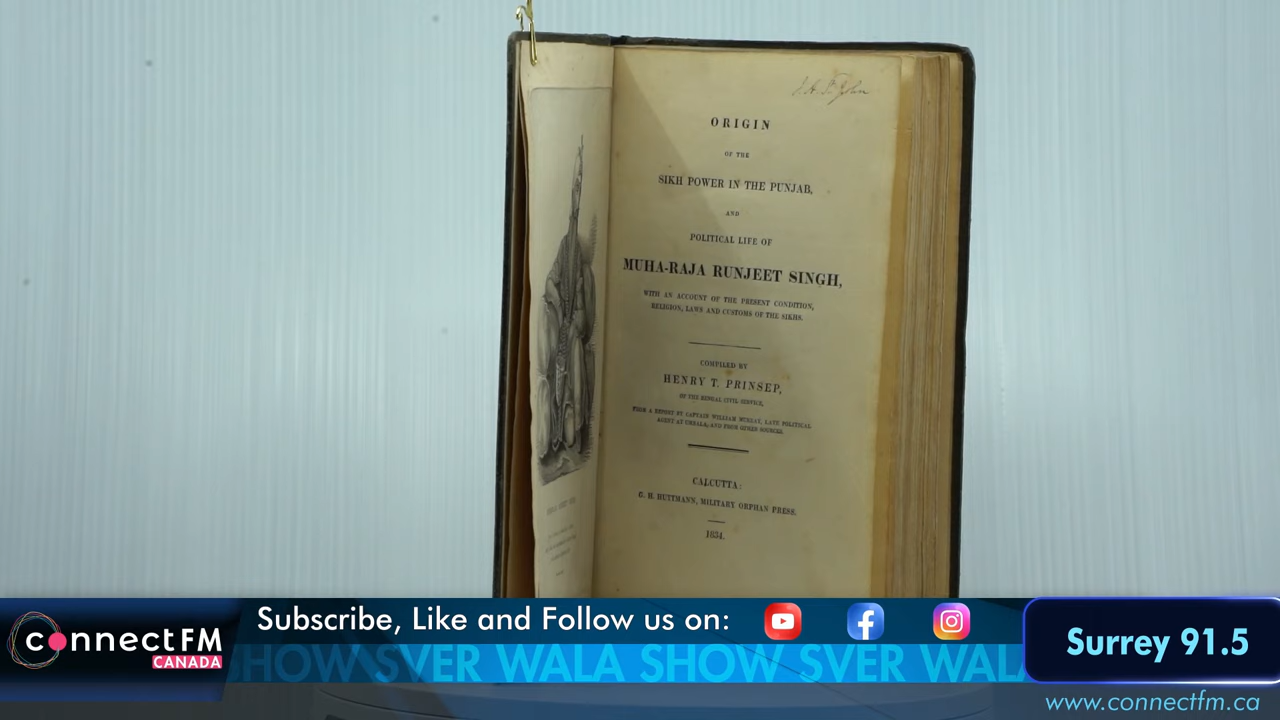 ORIGIN
OF THE
SIKH POWER IN THE PUNJAB,
AND
POLITICAL LIFE OF
MUHA-RAJA RUNJEET SINGH,
WITH AN ACCOUNT OF THE PRESENT CONDITION,
RELIGION, LAWS AND CUSTOMS OF THE SIKHS.
COMPILED BY
HENRY T. PRINSEP,
OF THE BENGAL CIVIL SERVICE,
FROM A REPORT BY CAPTAIN WILLIAM MURRAY, LATE POLITICAL
AGENT AT UMBALA, AND FROM OTHER SOURCES.
CALCUTTA:
G. H. HUTTMANN, MILITARY ORPHAN PRESS.
1834.
connectFM
CANADA
Subscribe, Like and Follow us on:
SHOW SVER WALA SHOW SVER WALA
Surrey 91.5
www.connectfm.ca